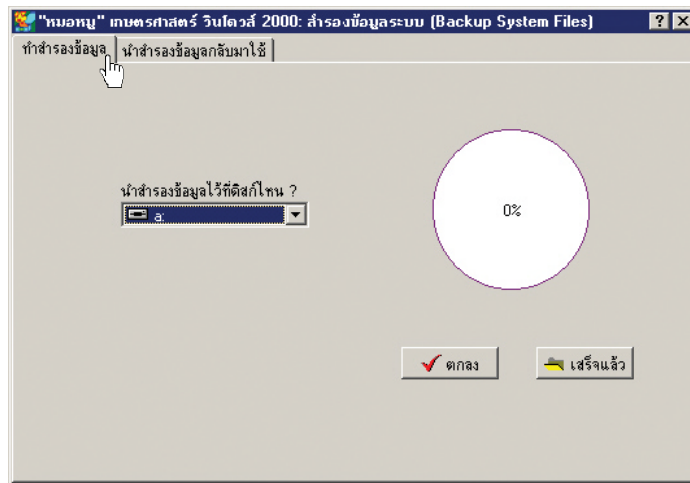 "หมอหมู" เกษตรศาสตร์ วินโดวส์ 2000: สำรองข้อมูลระบบ (Backup System Files)
ทำสำรองข้อมูล นำสำรองข้อมูลกลับมาใช้
นำสำรองข้อมูลไว้ที่ดิสก์ไหน ?
a:
0%
ตกลง เสร็จแล้ว